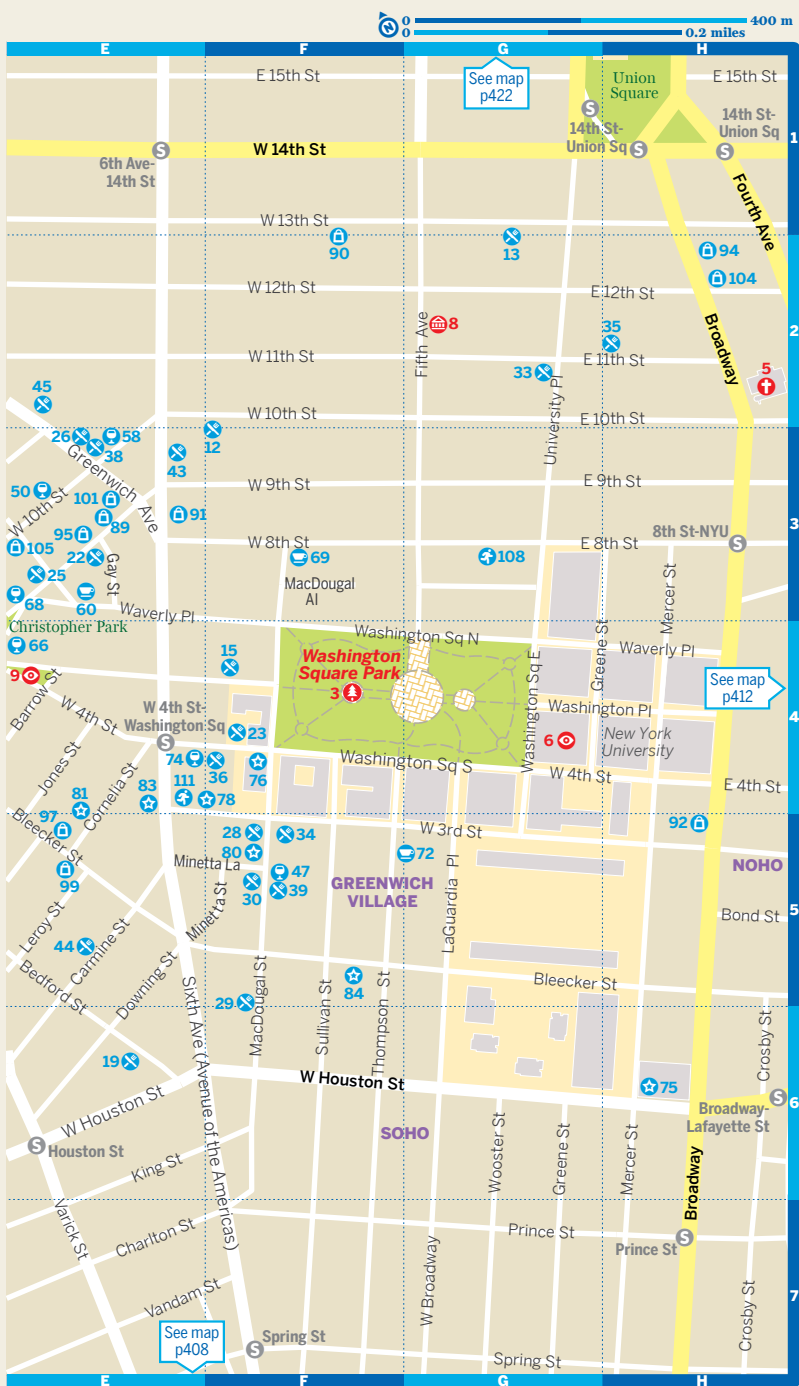 0 400 m
0 0.2 miles
E F G H
E 15th St
See map
p422
Union
Square
E 15th St
14th St-
Union Sq
14th St-
Union Sq
1
W 14th St
6th Ave-
14th St
Fourth Ave
W 13th St
90
13
94
104
W 12th St
E 12th St
8
35
Fifth Ave
Broadway
2
W 11th St
E 11th St
33
5
45
University Pl
W 10th St
E 10th St
26
58
38
12
43
Greenwich Ave
W 9th St
E 9th St
50
101
W 10th St
89
91
3
95
8th St-NYU
105
22
W 8th St
69
108
E 8th St
25
Gay St
MacDougal
Al
Mercer St
68
60
Waverly Pl
Christopher Park
Washington Sq N
Greene St
Waverly Pl
66
15
Washington
Square Park
3
Washington Sq E
See map
p412
9
Barrow St
W 4th St
W 4th St-
Washington Sq
Washington Pl
4
23
6
New York
University
Jones St
74
36
76
Washington Sq S
W 4th St
Cornelia St
E 4th St
81
83
111
78
97
Bleecker St
28
34
W 3rd St
92
80
72
Minetta La
NOHO
99
47
30
39
GREENWICH
VILLAGE
LaGuardia Pl
Minetta St
Bond St
5
Leroy St
44
Carmine St
Bedford St
Downing St
84
Bleecker St
29
Sixth Ave (Avenue of the Americas)
MacDougal St
Sullivan St
Thompson St
Crosby St
19
W Houston St
75
W Houston St
6
Broadway-
Lafayette St
Houston St
SOHO
King St
Wooster St
Greene St
Mercer St
Broadway
Varick St
Charlton St
Prince St
Prince St
W Broadway
Vandam St
7
Crosby St
See map
p408
Spring St
Spring St
E F G H